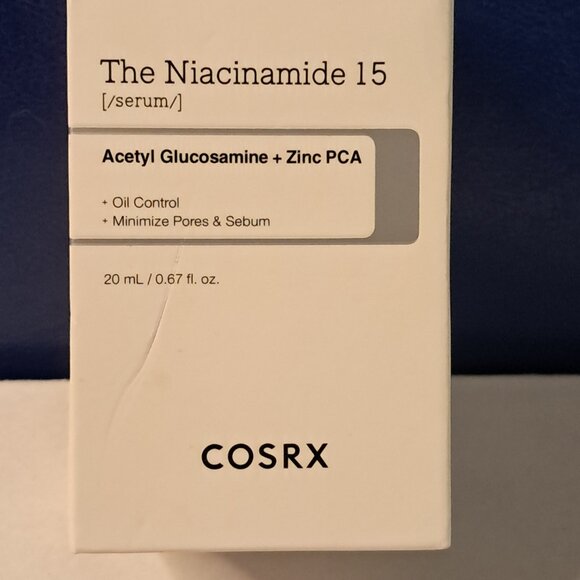 The Niacinamide 15
[/serum/]
Acetyl Glucosamine + Zinc PCA
+ Oil Control
+ Minimize Pores & Sebum
20 mL / 0.67 fl. oz.
COSRX